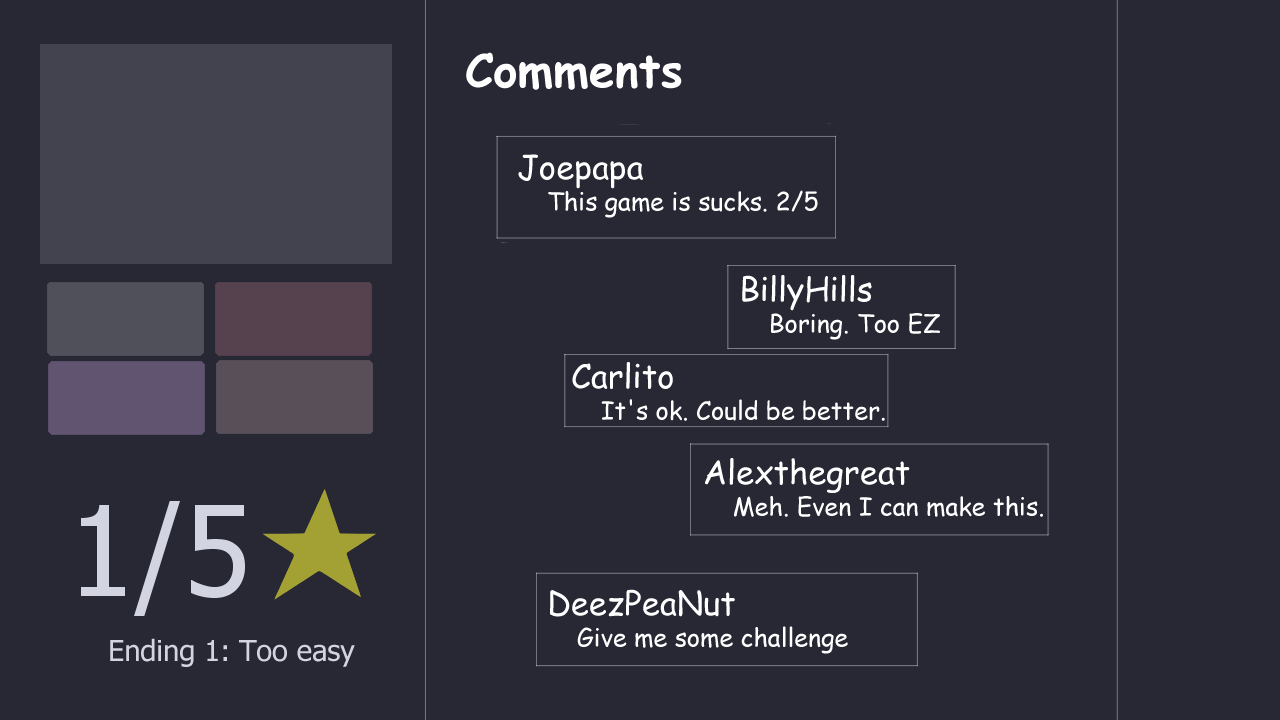 Comments
Joepapa
This game is sucks. 2/5
BillyHills
Boring. Too EZ
Carlito
It's ok. Could be better.
Alexthegreat
Meh. Even I can make this.
DeezPeaNut
Give me some challenge
1/5
Ending 1: Too easy